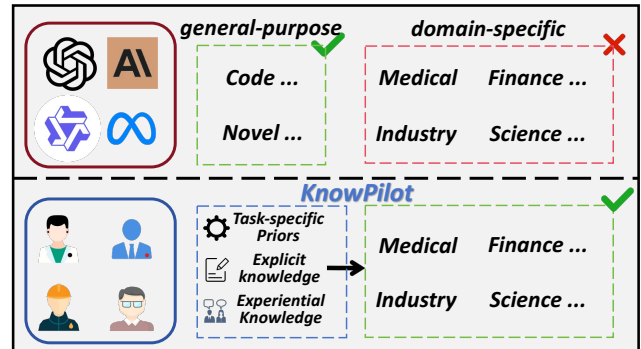 general-purpose
domain-specific
Code ...
Novel ...
Medical Finance ...
Industry Science ...
KnowPilot
Task-specific
Priors
Explicit
knowledge
Experiential
Knowledge
Medical Finance ...
Industry Science ...